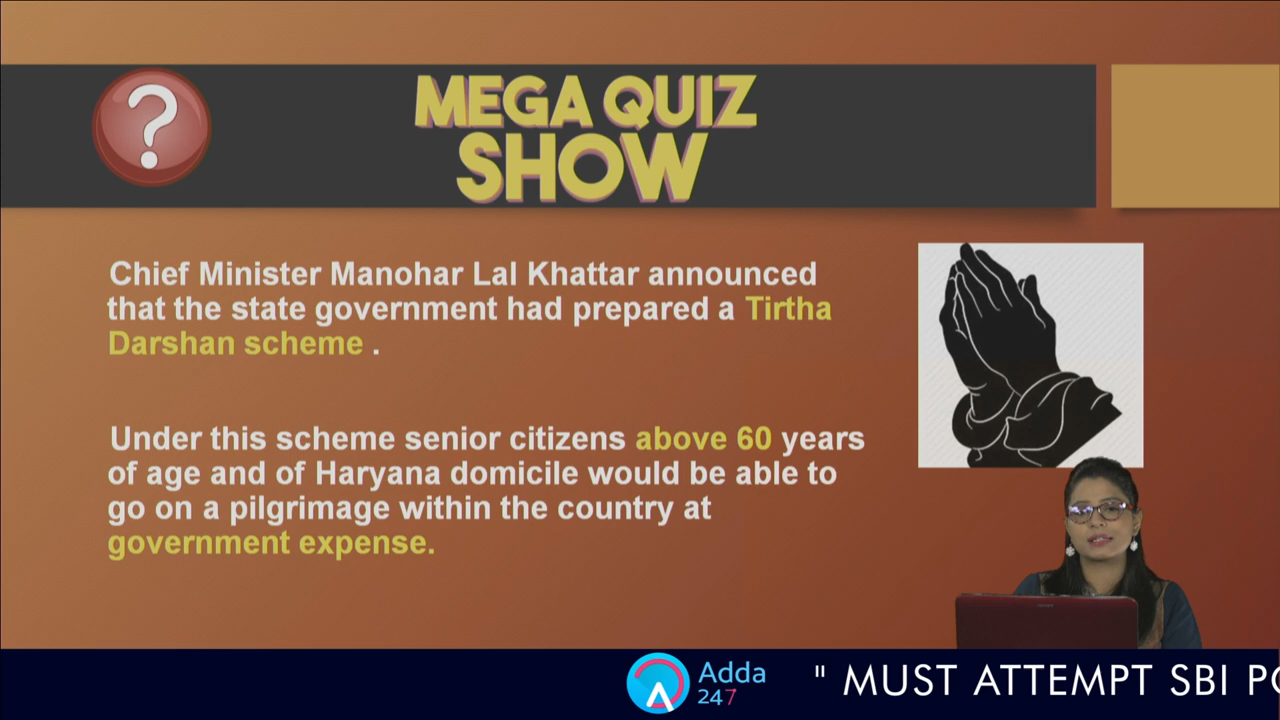 ?
MEGA QUIZ
SHOW
Chief Minister Manohar Lal Khattar announced
that the state government had prepared a Tirtha
Darshan scheme .
Under this scheme senior citizens above 60 years
of age and of Haryana domicile would be able to
go on a pilgrimage within the country at
government expense.
Adda
247
" MUST ATTEMPT SBI PO